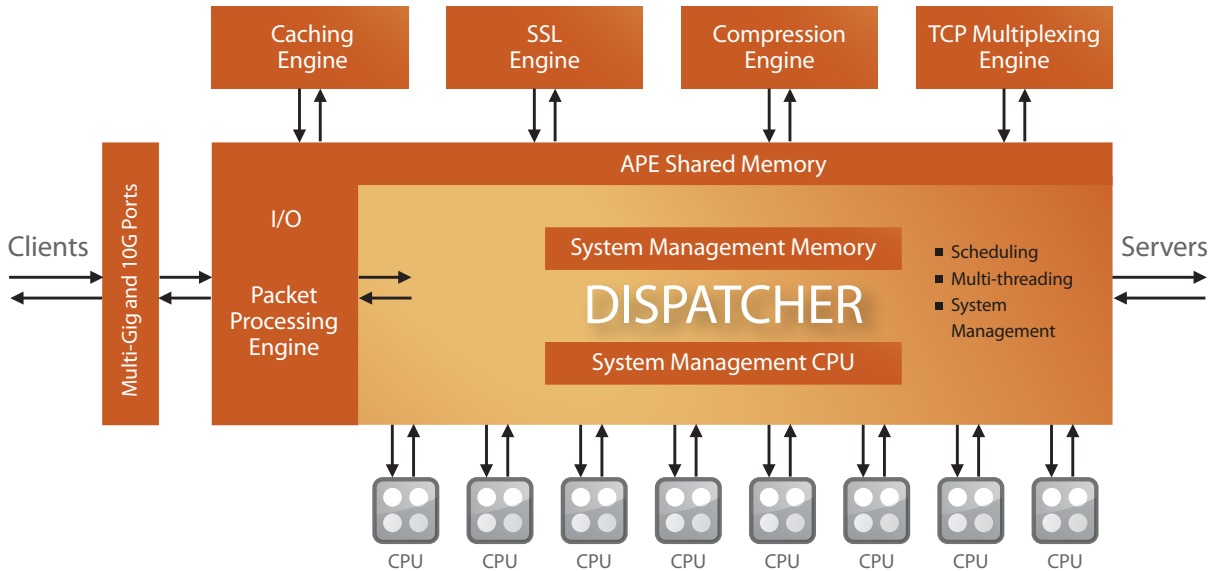 Caching
Engine
SSL
Engine
Compression
Engine
TCP Multiplexing
Engine
APE Shared Memory
Clients
Multi-Gig and 10G Ports
I/O
Packet
Processing
Engine
System Management Memory
DISPATCHER
System Management CPU
■ Scheduling
■ Multi-threading
■ System
Management
Servers
CPU
CPU
CPU
CPU
CPU
CPU
CPU
CPU